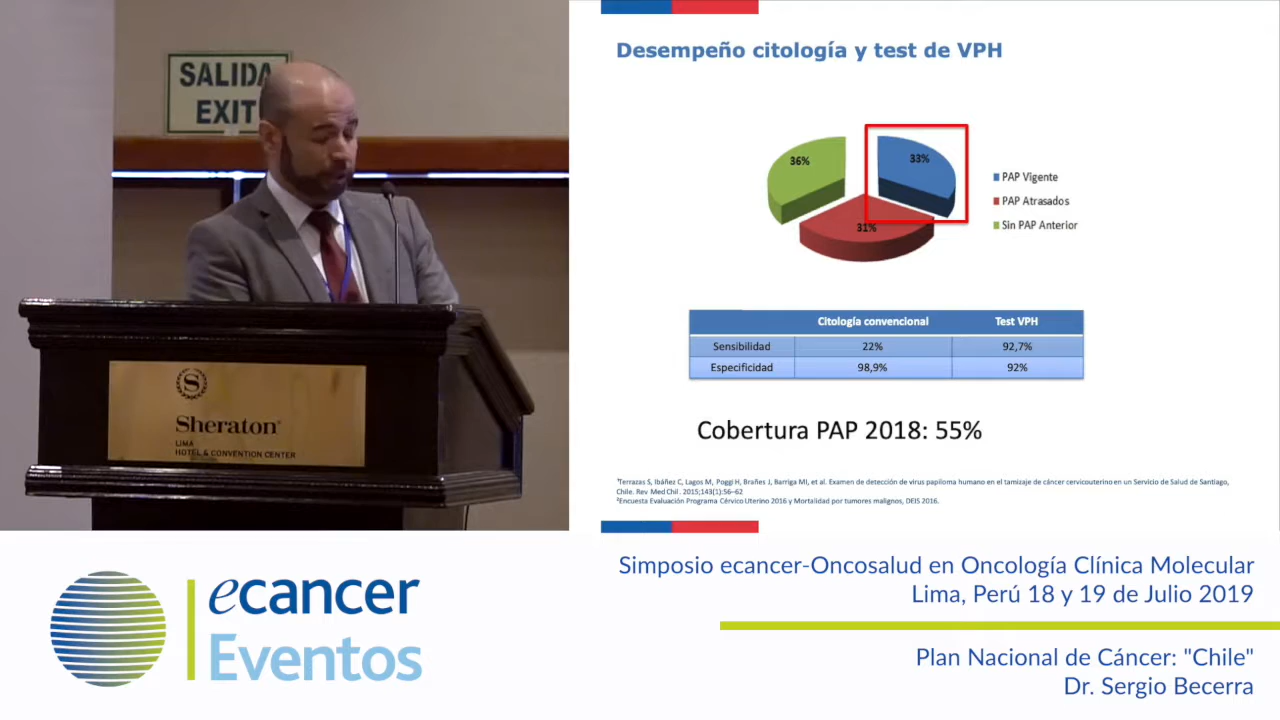 SALIDA
EXIT
S
Sheraton
LIMA
HOTEL & CONVENTION CENTER
Desempeño citología y test de VPH
36%
33%
31%
PAP Vigente
PAP Atrasados
Sin PAP Anterior
Citología convencional Test VPH
Sensibilidad 22% 92,7%
Especificidad 98,9% 92%
Cobertura PAP 2018: 55%
¹Terrazas S, Ibáñez C, Lagos M, Poggi H, Brañes J, Barriga MI, et al. Examen de detección de virus papiloma humano en el tamizaje de cáncer cervicouterino en un Servicio de Salud de Santiago,
Chile. Rev Med Chil. 2015;143(1):56–62
²Encuesta Evaluación Programa Cérvico Uterino 2016 y Mortalidad por tumores malignos, DEIS 2016.
ecancer
Eventos
Simposio ecancer-Oncosalud en Oncología Clínica Molecular
Lima, Perú 18 y 19 de Julio 2019
Plan Nacional de Cáncer: "Chile"
Dr. Sergio Becerra